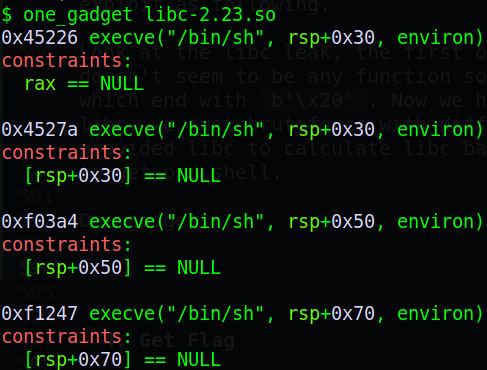 $ one_gadget libc-2.23.so
0x45226 execve("/bin/sh", rsp+0x30, environ)
constraints:
  rax == NULL
0x4527a execve("/bin/sh", rsp+0x30, environ)
constraints:
  [rsp+0x30] == NULL
0xf03a4 execve("/bin/sh", rsp+0x50, environ)
constraints:
  [rsp+0x50] == NULL
0xf1247 execve("/bin/sh", rsp+0x70, environ)
constraints:
  [rsp+0x70] == NULL
Get Flag